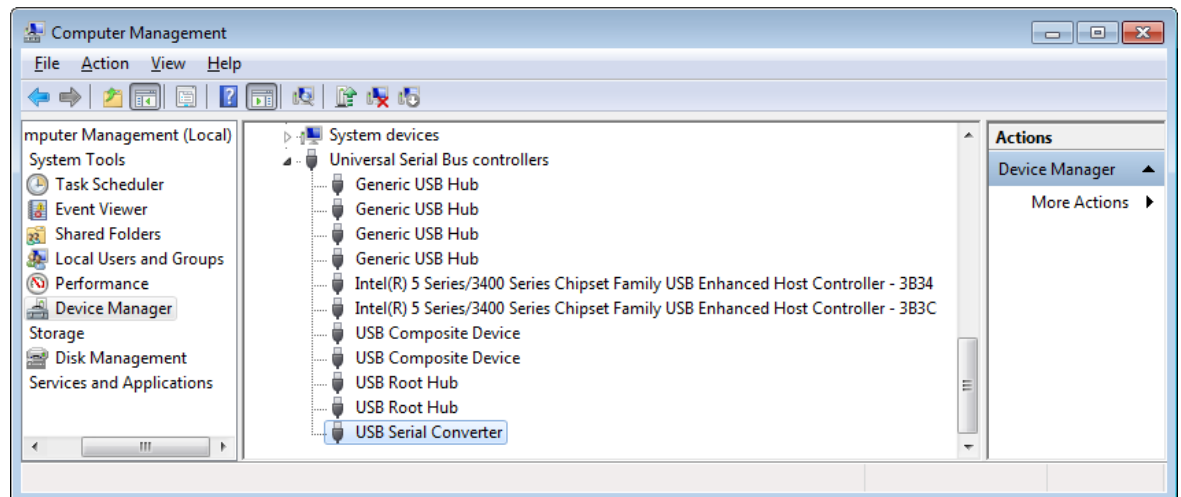 Computer Management
File Action View Help
mputer Management (Local)
System Tools
Task Scheduler
Event Viewer
Shared Folders
Local Users and Groups
Performance
Device Manager
Storage
Disk Management
Services and Applications
System devices
Universal Serial Bus controllers
Generic USB Hub
Generic USB Hub
Generic USB Hub
Generic USB Hub
Intel(R) 5 Series/3400 Series Chipset Family USB Enhanced Host Controller - 3B34
Intel(R) 5 Series/3400 Series Chipset Family USB Enhanced Host Controller - 3B3C
USB Composite Device
USB Composite Device
USB Root Hub
USB Root Hub
USB Serial Converter
Actions
Device Manager
More Actions